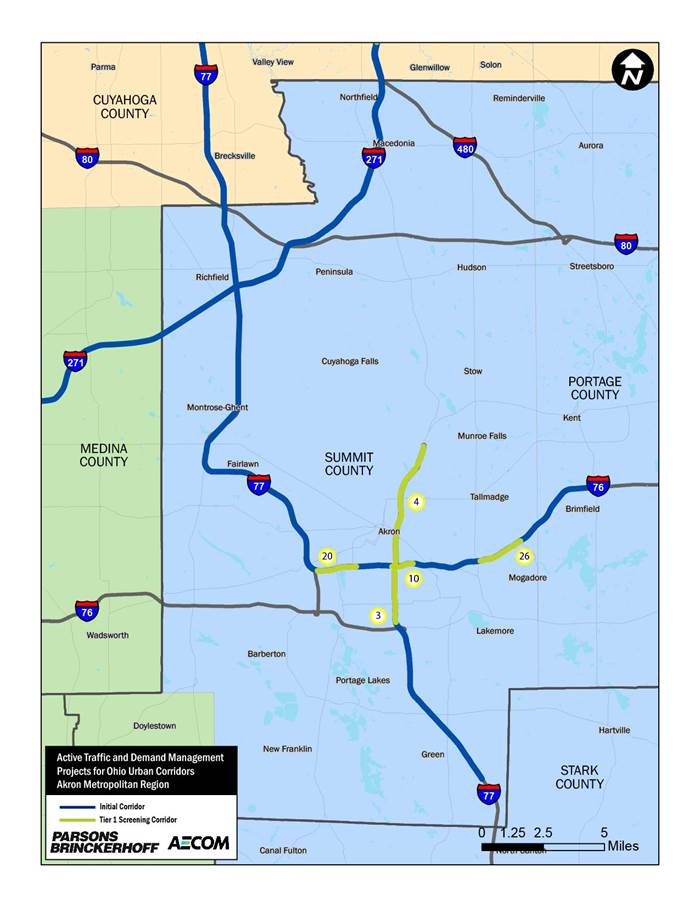 N
Parma
Valley View
Glenwillow
Solon
77
CUYAHOGA
COUNTY
Northfield
Reminderville
Macedonia
80
Brecksville
271
480
Aurora
80
Richfield
Peninsula
Hudson
Streetsboro
271
Cuyahoga Falls
Stow
PORTAGE
COUNTY
Montrose-Ghent
Kent
Munroe Falls
MEDINA
COUNTY
SUMMIT
COUNTY
Fairlawn
77
76
4
Tallmadge
Brimfield
Akron
20
26
10
Mogadore
76
3
Wadsworth
Lakemore
Barberton
Portage Lakes
Doylestown
Hartville
New Franklin
Green
STARK
COUNTY
77
Active Traffic and Demand Management
Projects for Ohio Urban Corridors
Akron Metropolitan Region
Initial Corridor
Tier 1 Screening Corridor
PARSONS
BRINCKERHOFF
AECOM
0 1.25 2.5 5
Miles
Canal Fulton
North Canton